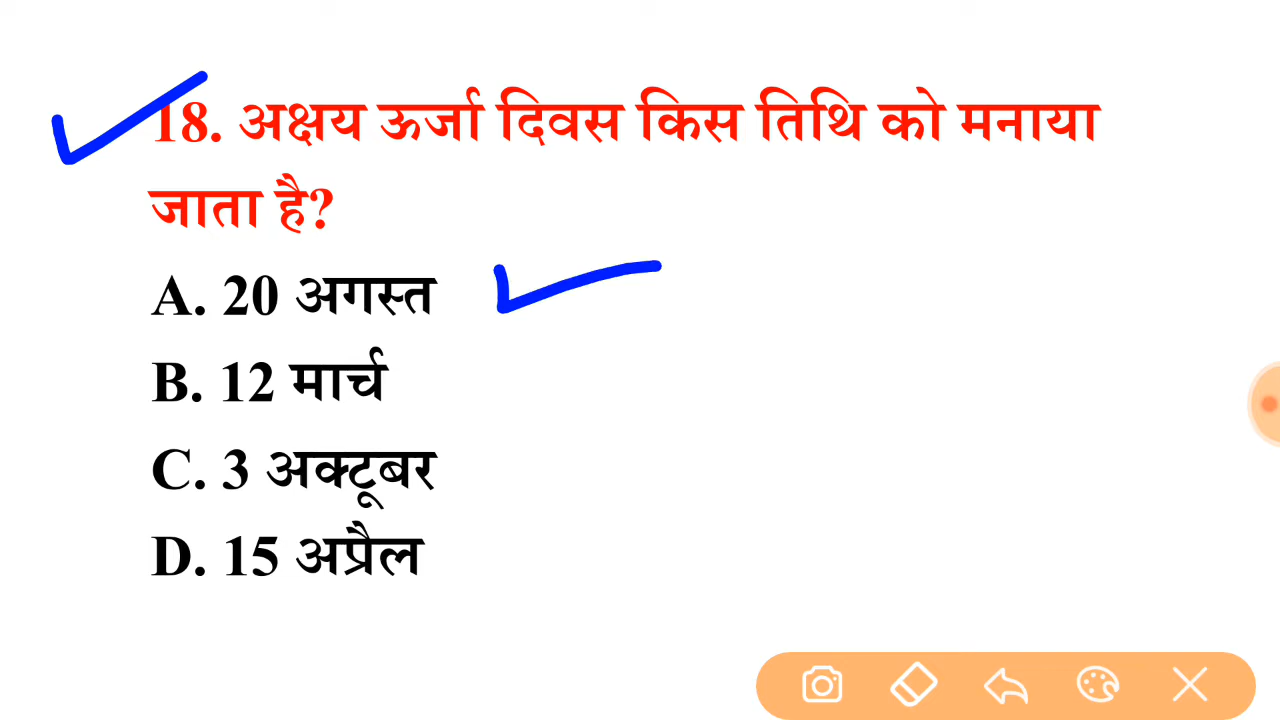 18. अक्षय ऊर्जा दिवस किस तिथि को मनाया
जाता है?
A. 20 अगस्त
B. 12 मार्च
C. 3 अक्टूबर
D. 15 अप्रैल